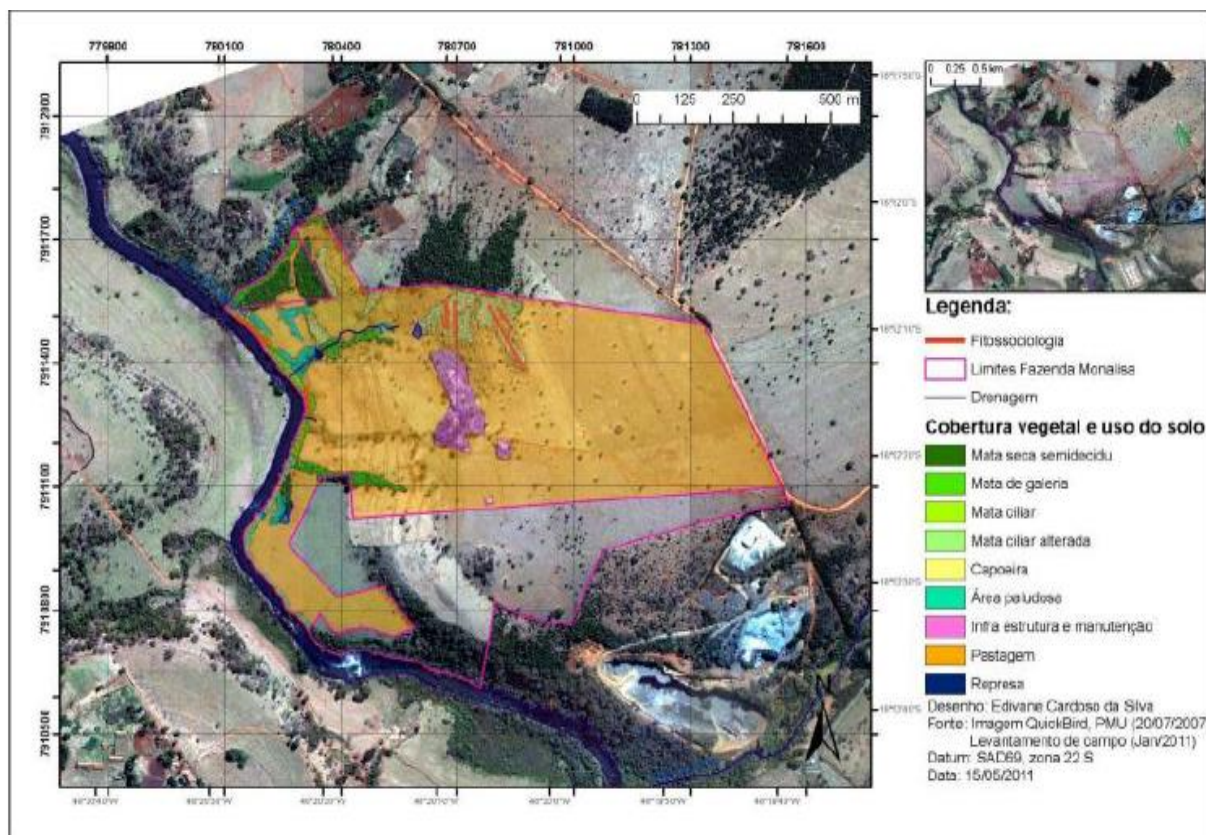 779800 780100 780400 780700 781000 781300 781600
7911700
7911400
7911100
0 125 250 500 m
0 0.25 0.5 km
Legenda:
Fitossociologia
Limites Fazenda Monalisa
Drenagem
Cobertura vegetal e uso do solo
Mata seca semidecidu
Mata de galeria
Mata ciliar
Mata ciliar alterada
Capoeira
Área paludosa
Infra estrutura e manutenção
Pastagem
Represa
Desenho: Edivane Cardoso da Silva
Fonte: Imagem QuickBird, PMU (20/07/2007
Levantamento de campo (Jan/2011)
Datum: SAD69, zona 22 S
Data: 15/05/2011
N